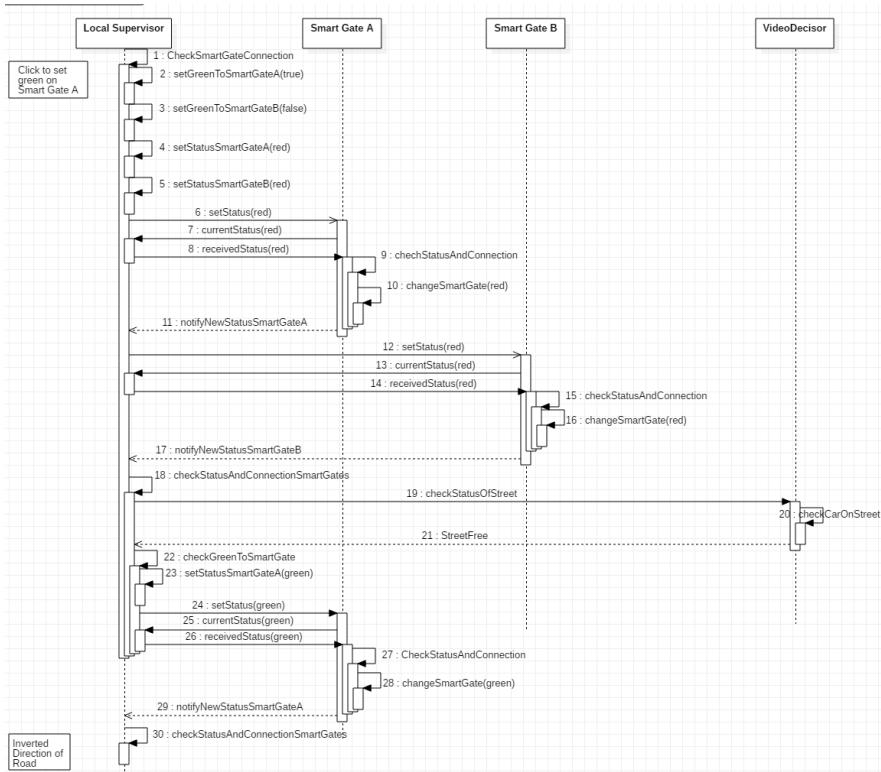 Local Supervisor
Smart Gate A
Smart Gate B
VideoDecisor
Click to set
green on
Smart Gate A
1 : CheckSmartGateConnection
2 : setGreenToSmartGateA(true)
3 : setGreenToSmartGateB(false)
4 : setStatusSmartGateA(red)
5 : setStatusSmartGateB(red)
6 : setStatus(red)
7 : currentStatus(red)
8 : receivedStatus(red)
9 : chechStatusAndConnection
10 : changeSmartGate(red)
11 : notifyNewStatusSmartGateA
12 : setStatus(red)
13 : currentStatus(red)
14 : receivedStatus(red)
15 : checkStatusAndConnection
16 : changeSmartGate(red)
17 : notifyNewStatusSmartGateB
18 : checkStatusAndConnectionSmartGates
19 : checkStatusOfStreet
20 : checkCarOnStreet
21 : StreetFree
22 : checkGreenToSmartGate
23 : setStatusSmartGateA(green)
24 : setStatus(green)
25 : currentStatus(green)
26 : receivedStatus(green)
27 : CheckStatusAndConnection
28 : changeSmartGate(green)
29 : notifyNewStatusSmartGateA
30 : checkStatusAndConnectionSmartGates
Inverted
Direction of
Road